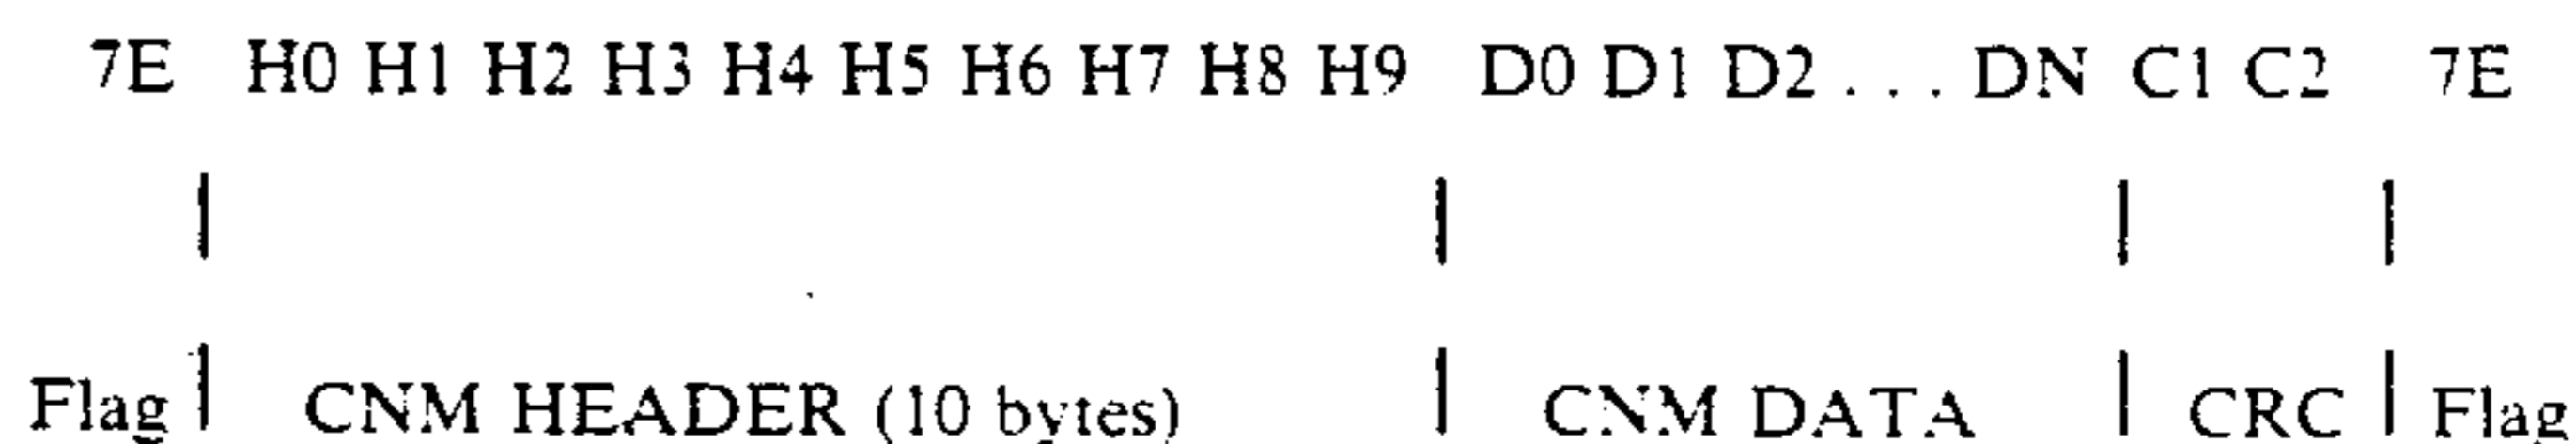 7E H0 H1 H2 H3 H4 H5 H6 H7 H8 H9 D0 D1 D2 . . . DN C1 C2 7E
Flag | CNM HEADER (10 bytes) | CNM DATA | CRC | Flag